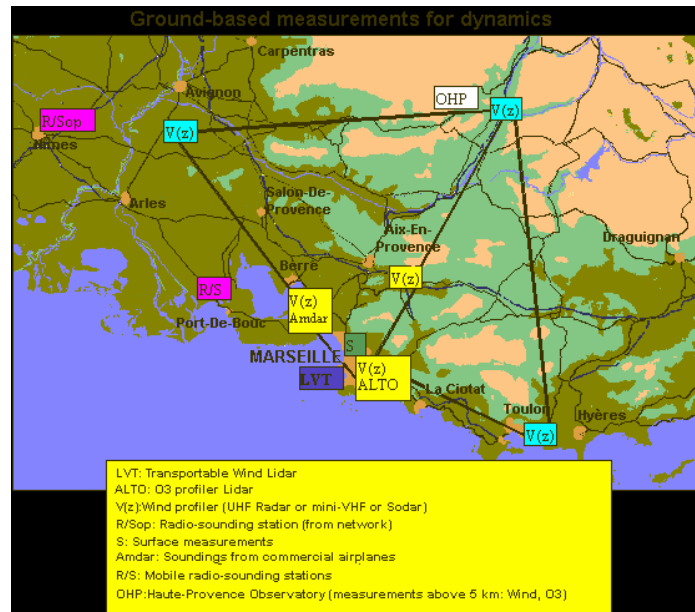 Ground-based measurements for dynamics
Carpentras
Avignon
OHP
V(z)
R/Sop
V(z)
Nimes
Salon-De-
Provence
Arles
Aix-En-
Provence
Draguignan
Berre
V(z)
R/S
V(z)
Amdar
Port-De-Bouc
S
MARSEILLE
LVT
V(z)
ALTO
La Ciotat
Toulon
Hyères
V(z)
LVT: Transportable Wind Lidar
ALTO: O3 profiler Lidar
V(z):Wind profiler (UHF Radar or mini-VHF or Sodar)
R/Sop: Radio-sounding station (from network)
S: Surface measurements
Amdar: Soundings from commercial airplanes
R/S: Mobile radio-sounding stations
OHP:Haute-Provence Observatory (measurements above 5 km: Wind, O3)